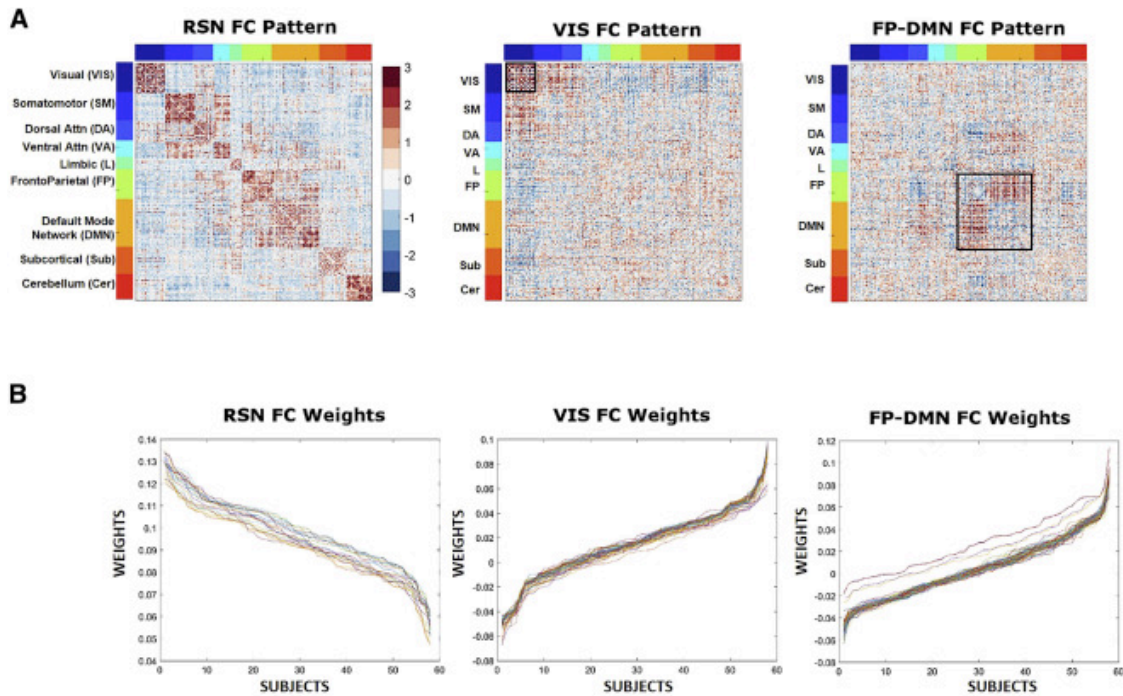 A
RSN FC Pattern
VIS FC Pattern
FP-DMN FC Pattern
Visual (VIS)
Somatomotor (SM)
Dorsal Attn (DA)
Ventral Attn (VA)
Limbic (L)
FrontoParietal (FP)
Default Mode
Network (DMN)
Subcortical (Sub)
Cerebellum (Cer)
3
2
1
0
-1
-2
-3
VIS
SM
DA
VA
L
FP
DMN
Sub
Cer
VIS
SM
DA
VA
L
FP
DMN
Sub
Cer
B
RSN FC Weights
VIS FC Weights
FP-DMN FC Weights
WEIGHTS
0.14
0.13
0.12
0.11
0.1
0.09
0.08
0.07
0.06
0.05
0.04
0 10 20 30 40 50 60
SUBJECTS
WEIGHTS
0.1
0.08
0.06
0.04
0.02
0
-0.02
-0.04
-0.06
-0.08
0 10 20 30 40 50 60
SUBJECTS
WEIGHTS
0.12
0.1
0.08
0.06
0.04
0.02
0
-0.02
-0.04
-0.06
-0.08
0 10 20 30 40 50 60
SUBJECTS